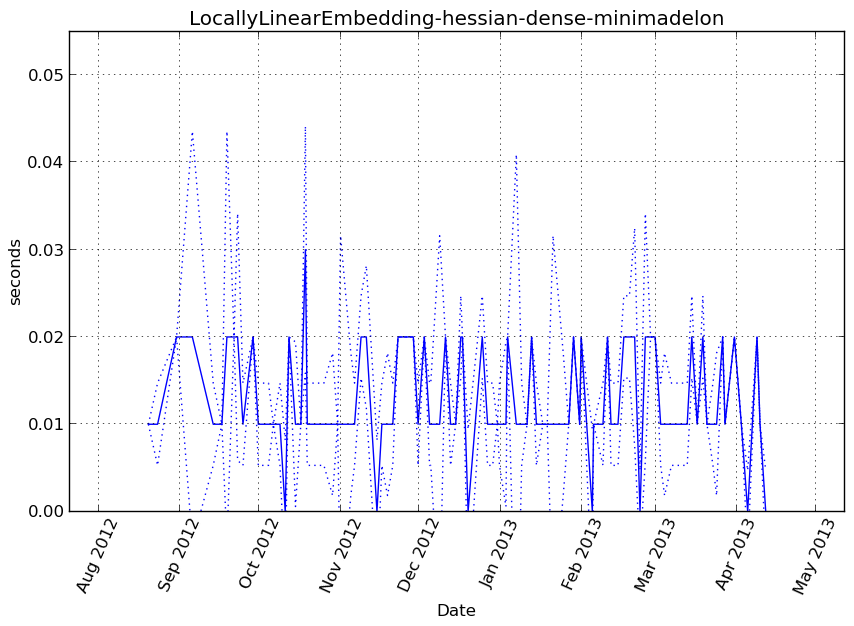 LocallyLinearEmbedding-hessian-dense-minimadelon
0.05
0.04
0.03
0.02
0.01
0.00
seconds
Aug 2012
Sep 2012
Oct 2012
Nov 2012
Dec 2012
Jan 2013
Feb 2013
Mar 2013
Apr 2013
May 2013
Date